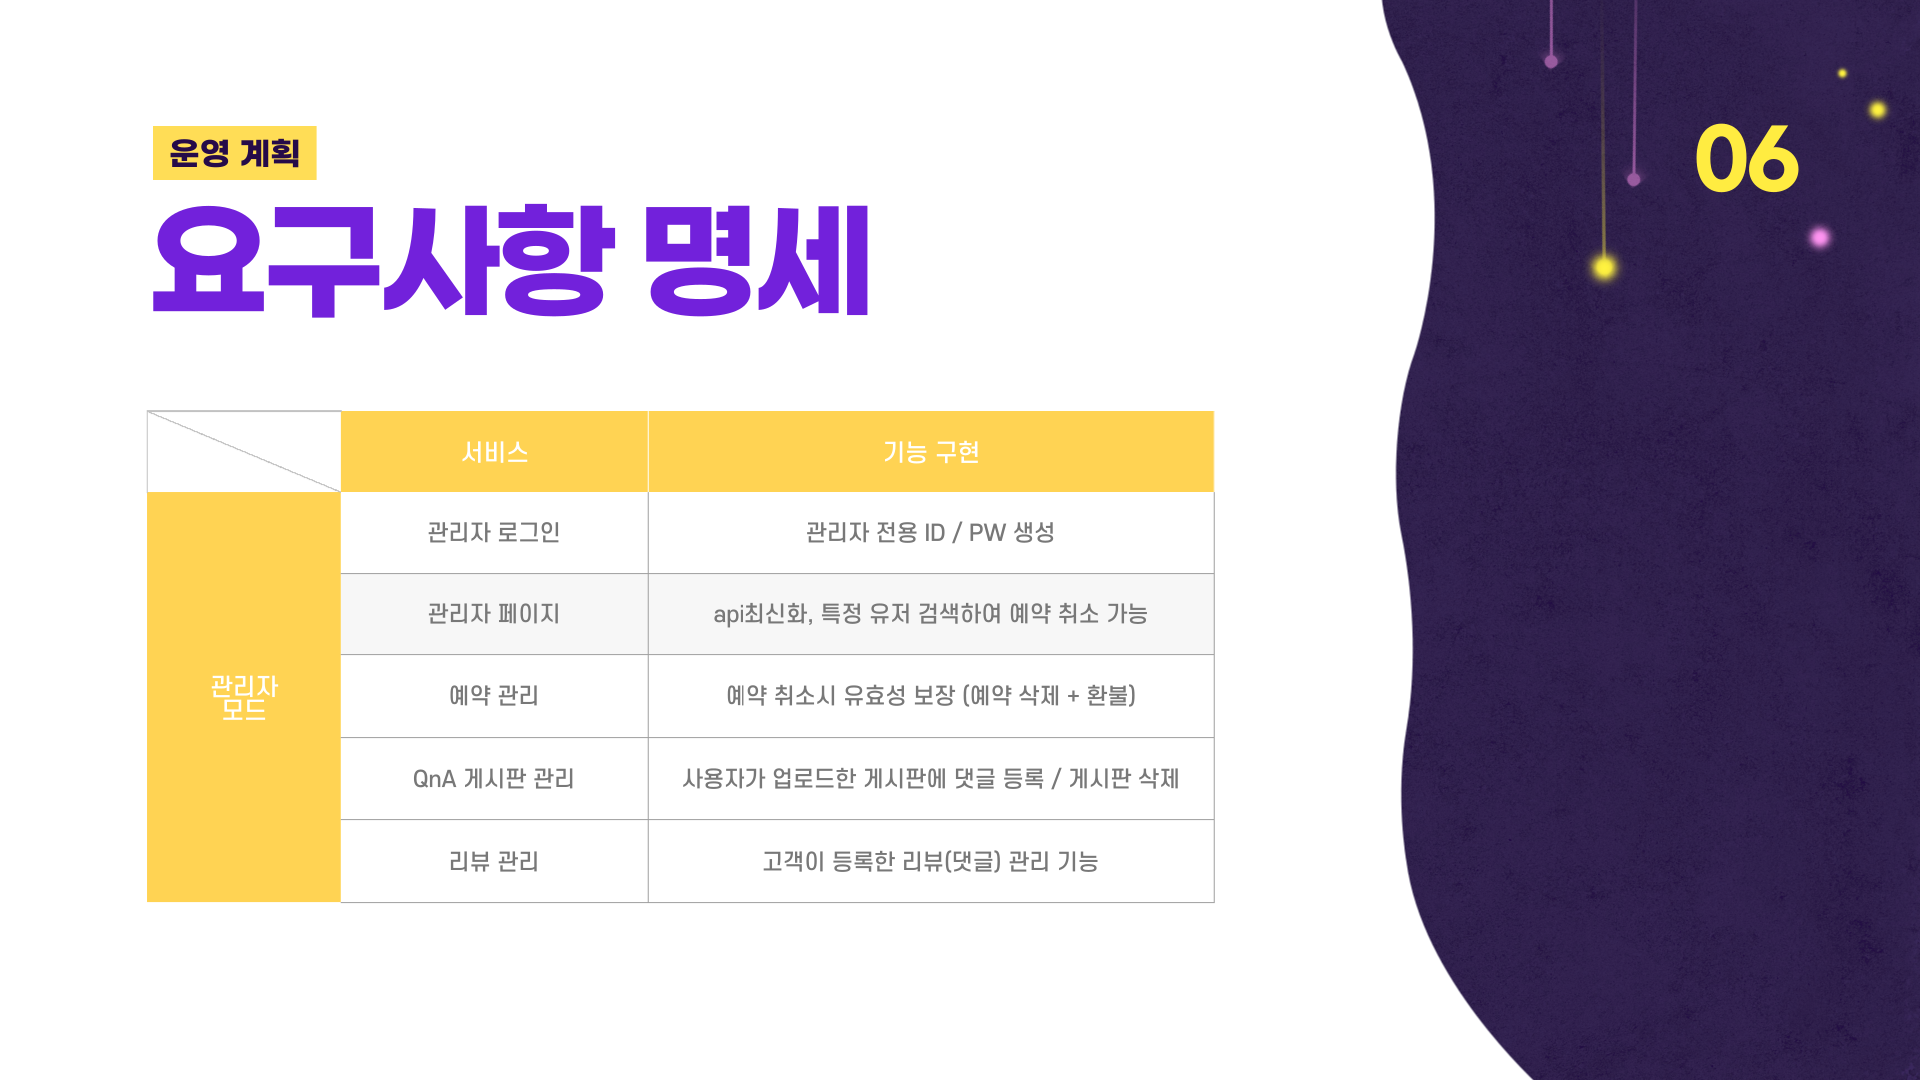 운영 계획
06
요구사항 명세
서비스
기능 구현
관리자 모드
관리자 로그인
관리자 전용 ID / PW 생성
관리자 페이지
api최신화, 특정 유저 검색하여 예약 취소 가능
예약 관리
예약 취소시 유효성 보장 (예약 삭제 + 환불)
QnA 게시판 관리
사용자가 업로드한 게시판에 댓글 등록 / 게시판 삭제
리뷰 관리
고객이 등록한 리뷰(댓글) 관리 기능